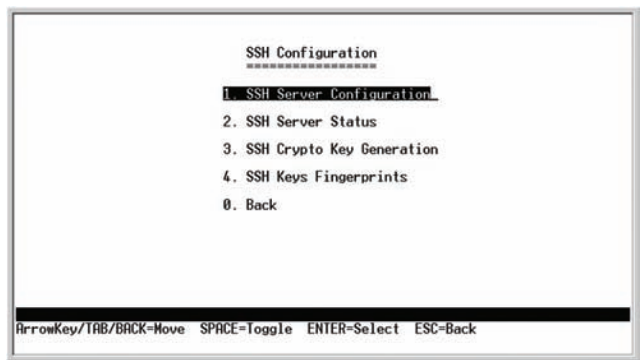 SSH Configuration
=================
1. SSH Server Configuration
2. SSH Server Status
3. SSH Crypto Key Generation
4. SSH Keys Fingerprints
0. Back
ArrowKey/TAB/BACK=Move SPACE=Toggle ENTER=Select ESC=Back